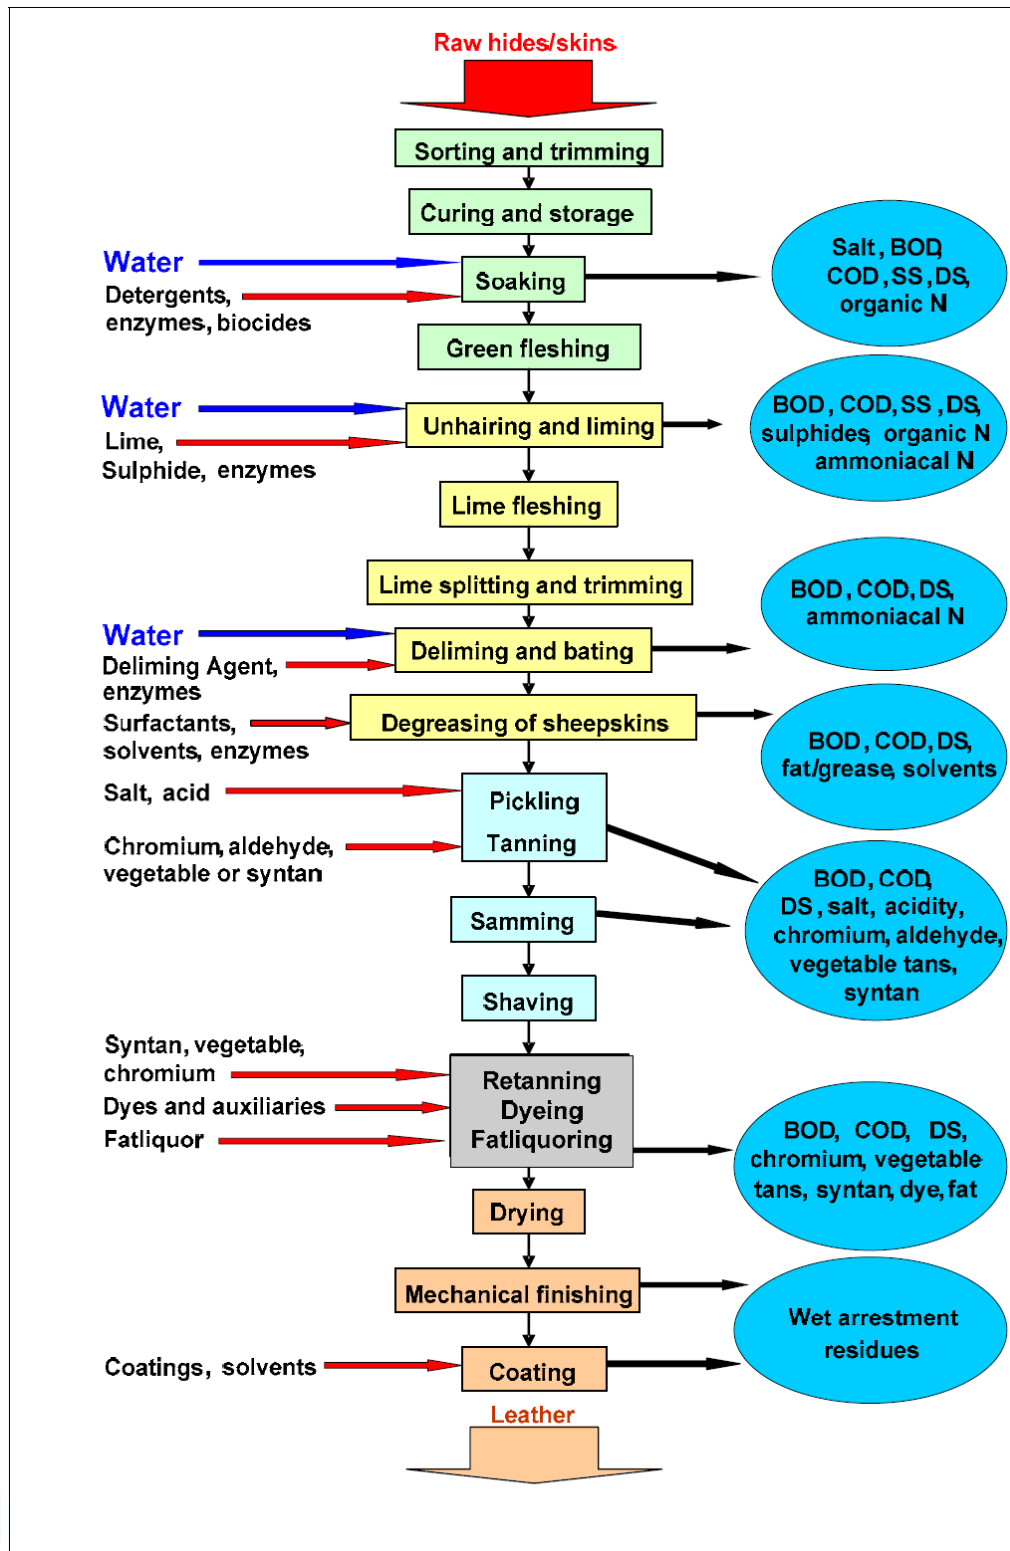 Raw hides/skins
Sorting and trimming
Curing and storage
Water
Detergents,
enzymes, biocides
Soaking
Salt, BOD,
COD, SS, DS,
organic N
Green fleshing
Water
Lime,
Sulphide, enzymes
Unhairing and liming
BOD, COD, SS, DS,
sulphides, organic N
ammoniacal N
Lime fleshing
Lime splitting and trimming
Water
Deliming Agent,
enzymes
Deliming and bating
BOD, COD, DS,
ammoniacal N
Surfactants,
solvents, enzymes
Degreasing of sheepskins
BOD, COD, DS,
fat/grease, solvents
Salt, acid
Pickling
Chromium, aldehyde,
vegetable or syntan
Tanning
Samming
BOD, COD,
DS, salt, acidity,
chromium, aldehyde,
vegetable tans,
syntan
Shaving
Syntan, vegetable,
chromium
Dyes and auxiliaries
Fatliquor
Retanning
Dyeing
Fatliquoring
BOD, COD, DS,
chromium, vegetable
tans, syntan, dye, fat
Drying
Mechanical finishing
Wet arrestment
residues
Coatings, solvents
Coating
Leather